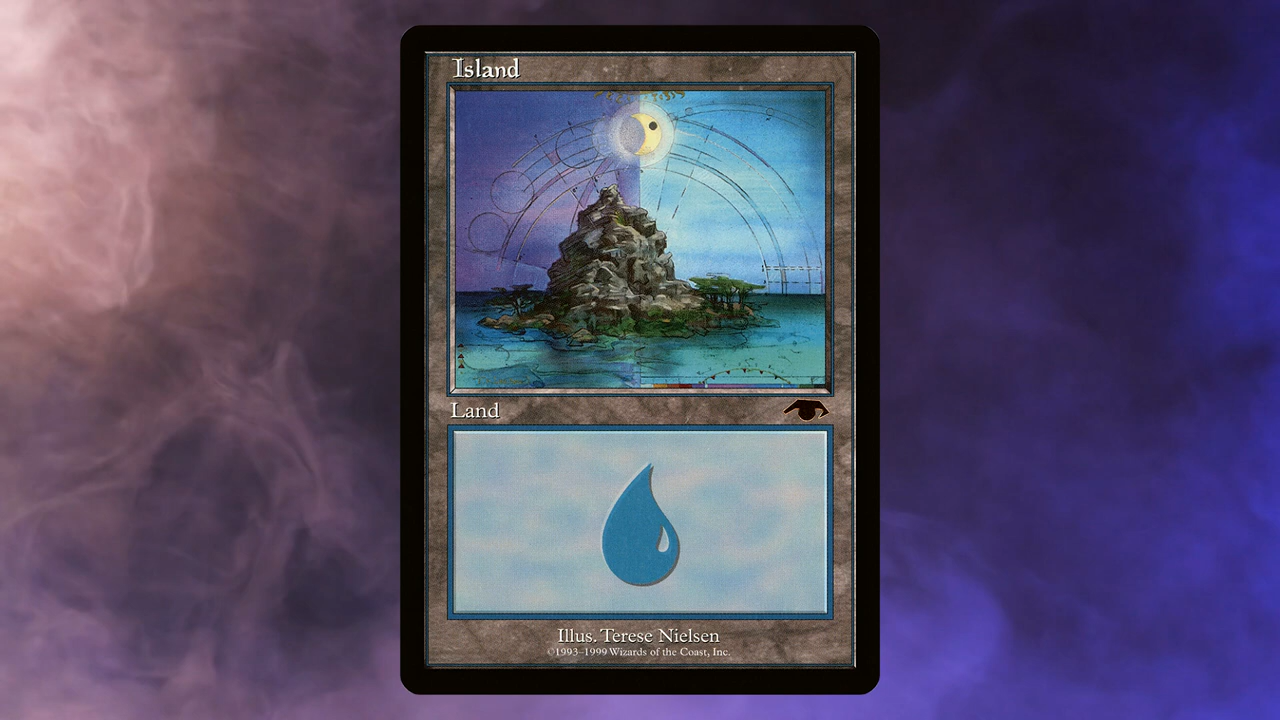 Island
Land
Illus. Terese Nielsen
©1993–1999 Wizards of the Coast, Inc.